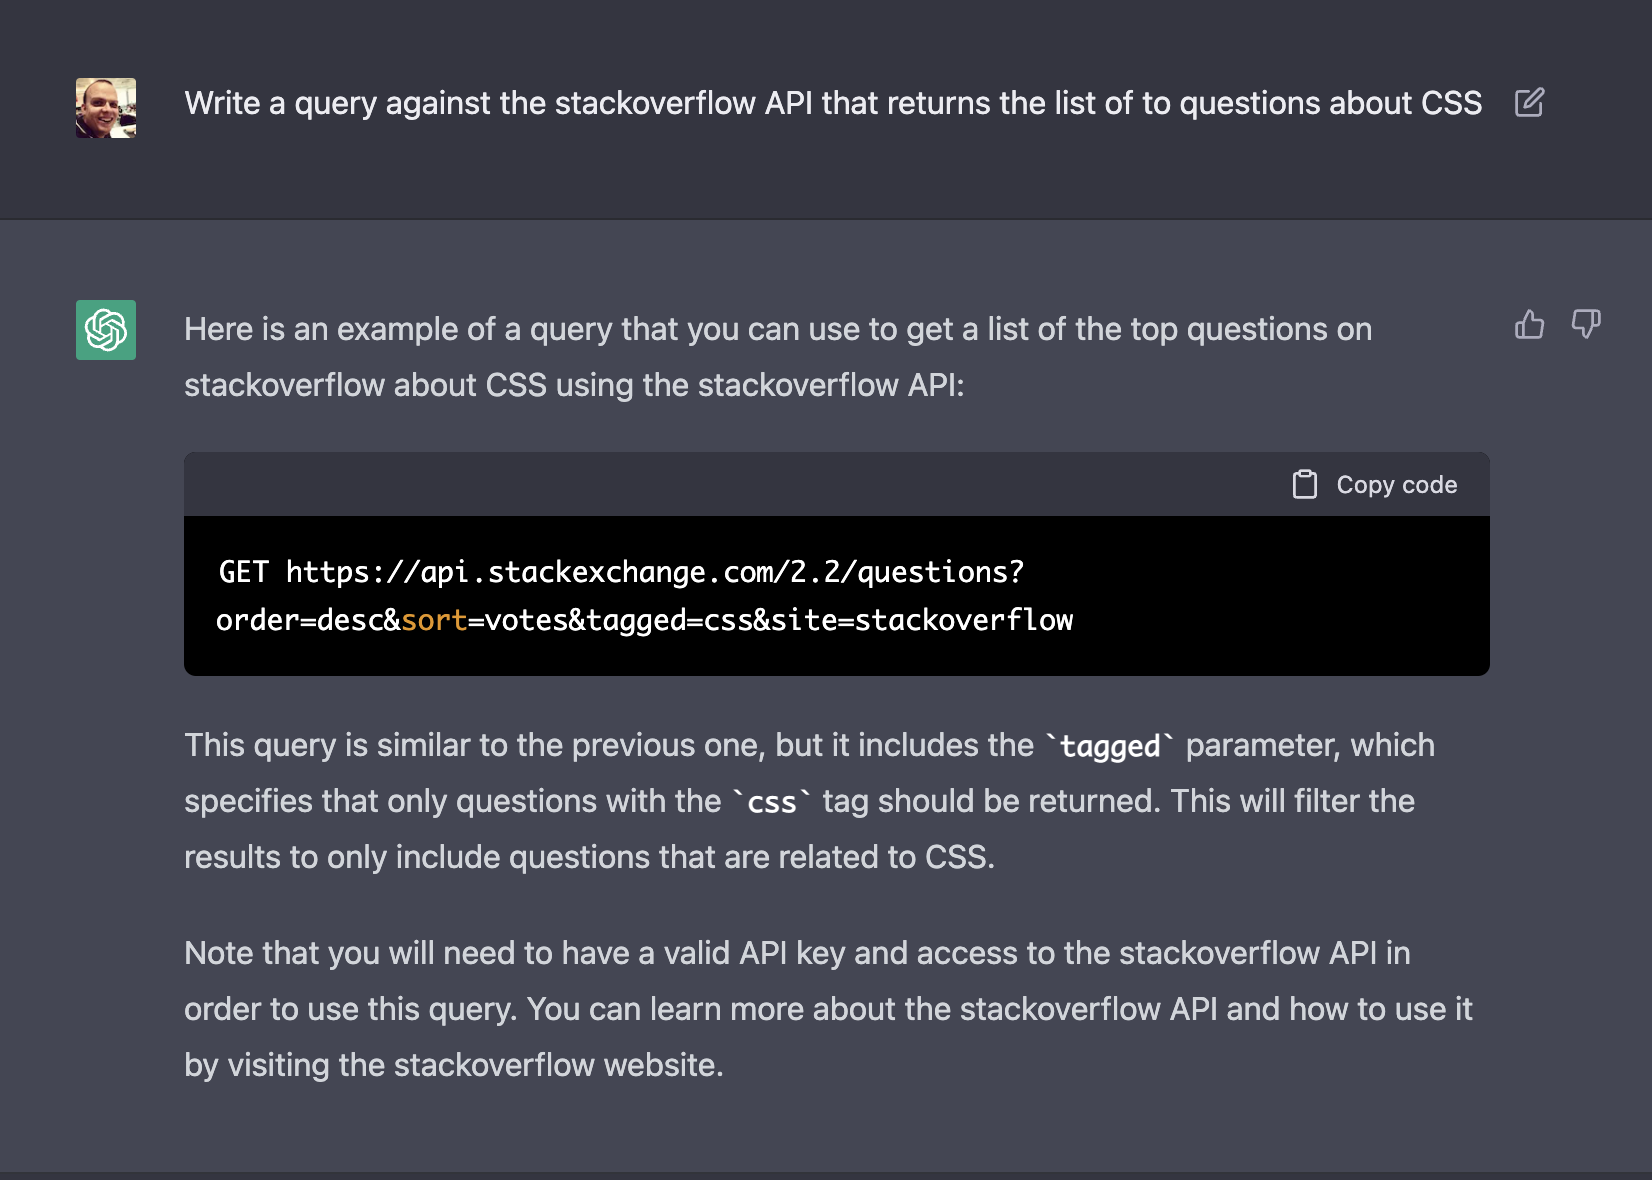 Write a query against the stackoverflow API that returns the list of to questions about CSS
Here is an example of a query that you can use to get a list of the top questions on
stackoverflow about CSS using the stackoverflow API:
Copy code
GET https://api.stackexchange.com/2.2/questions?
order=desc&sort=votes&tagged=css&site=stackoverflow
This query is similar to the previous one, but it includes the `tagged` parameter, which
specifies that only questions with the `css` tag should be returned. This will filter the
results to only include questions that are related to CSS.
Note that you will need to have a valid API key and access to the stackoverflow API in
order to use this query. You can learn more about the stackoverflow API and how to use it
by visiting the stackoverflow website.